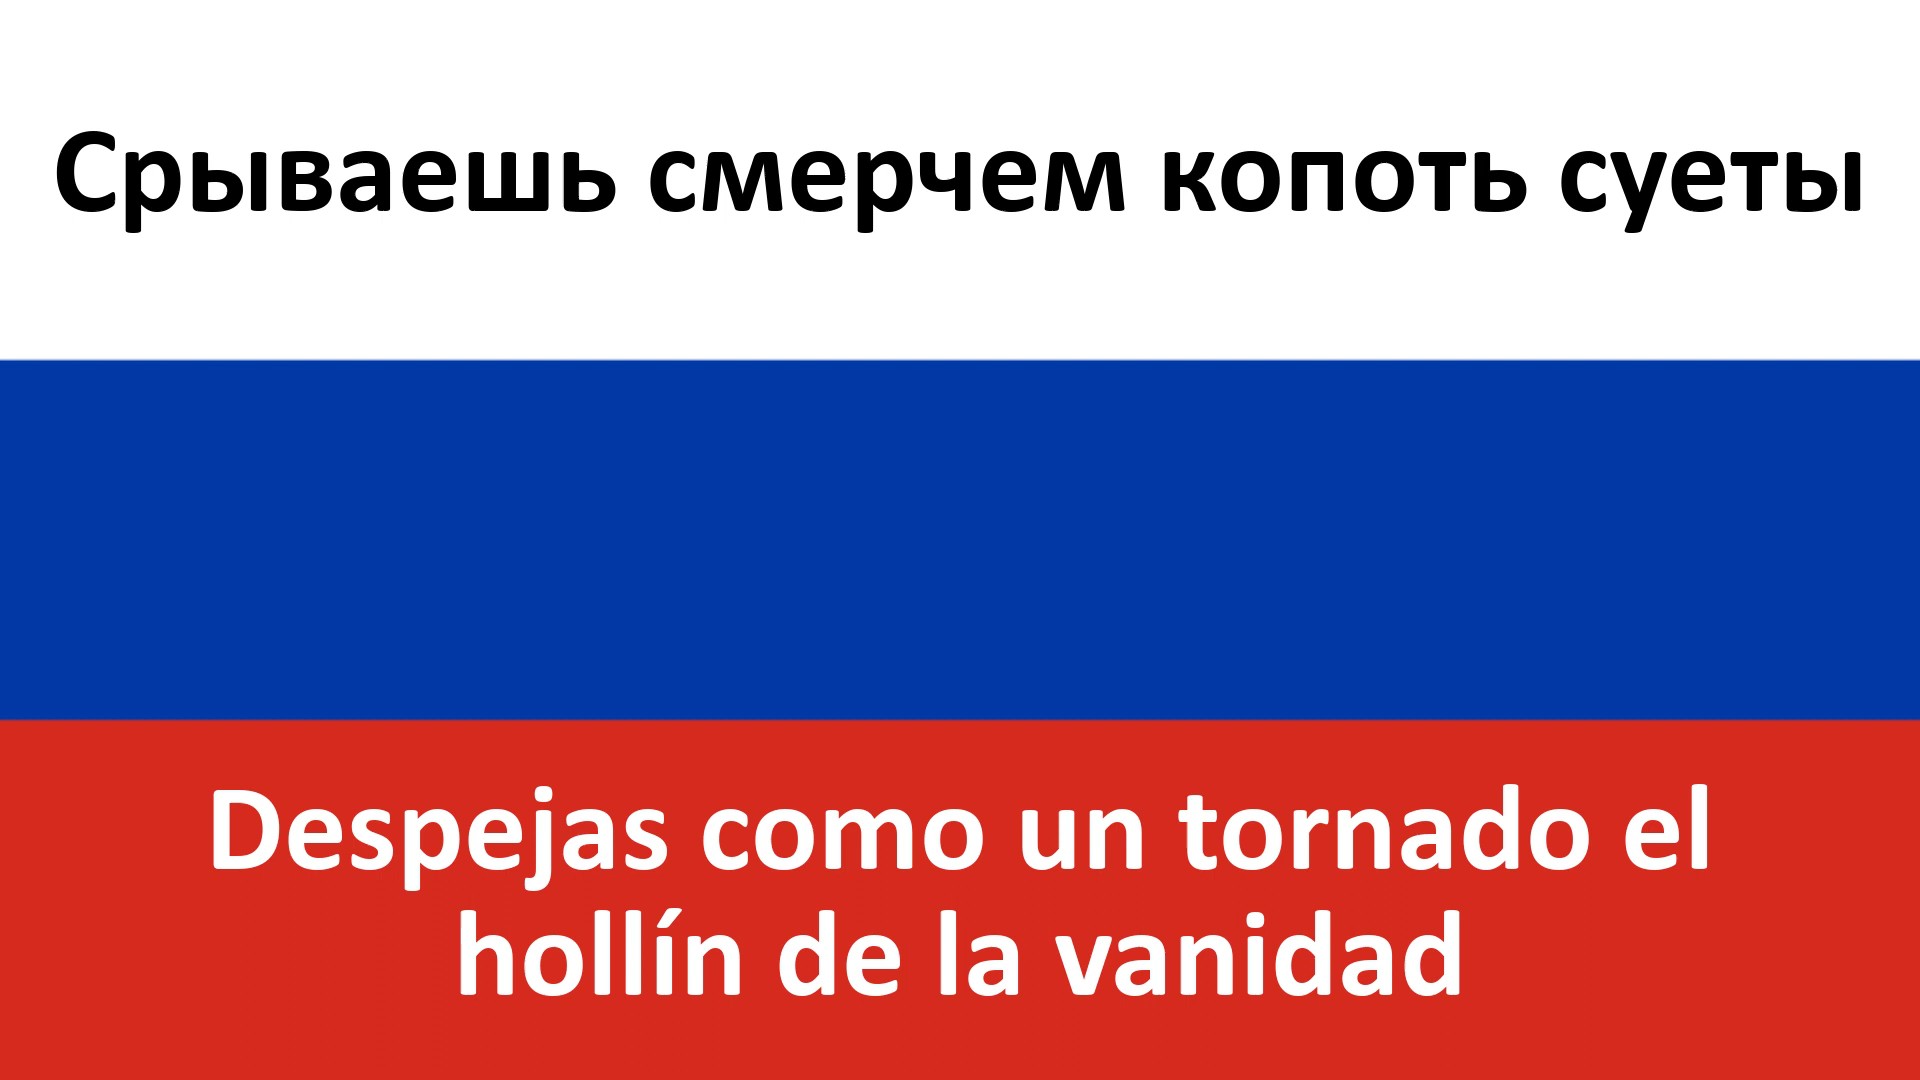 Срываешь смерчем копоть суеты
Despejas como un tornado el
hollín de la vanidad